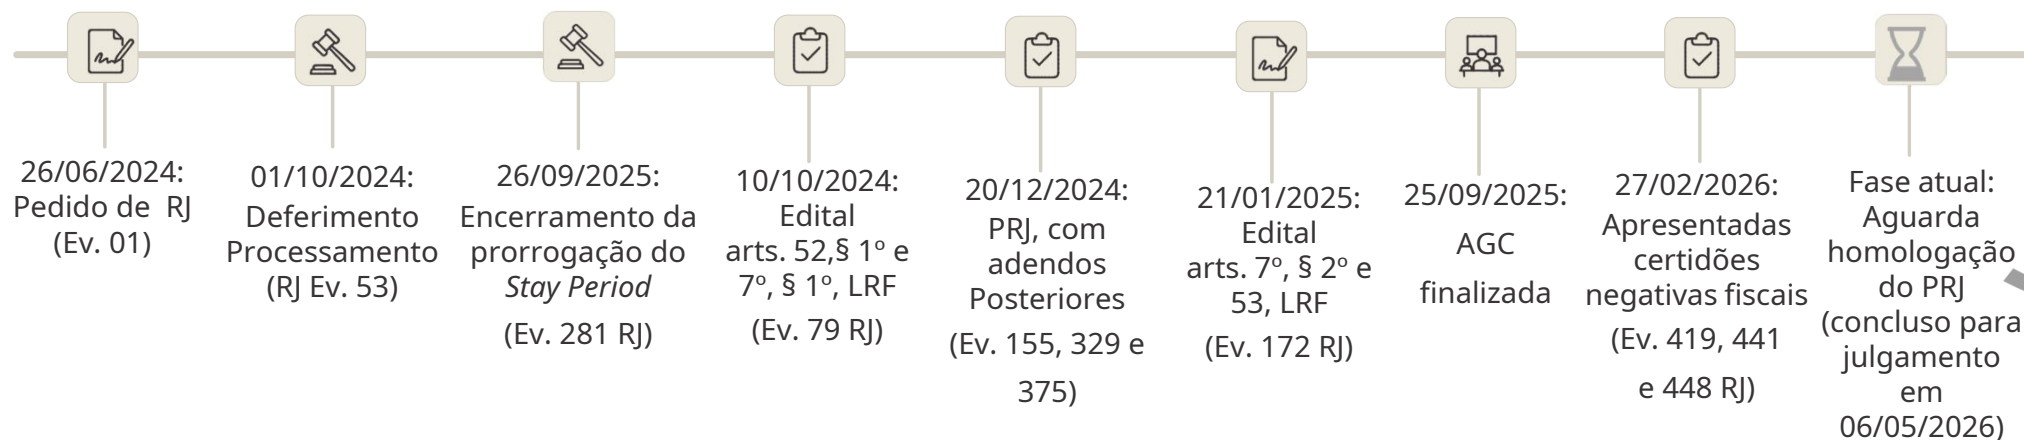 26/06/2024:
Pedido de RJ
(Ev. 01)
01/10/2024:
Deferimento
Processamento
(RJ Ev. 53)
26/09/2025:
Encerramento da
prorrogação do
Stay Period
(Ev. 281 RJ)
10/10/2024:
Edital
arts. 52,§ 1º e
7º, § 1º, LRF
(Ev. 79 RJ)
20/12/2024:
PRJ, com
adendos
Posteriores
(Ev. 155, 329 e
375)
21/01/2025:
Edital
arts. 7º, § 2º e
53, LRF
(Ev. 172 RJ)
25/09/2025:
AGC
finalizada
27/02/2026:
Apresentadas
certidões
negativas fiscais
(Ev. 419, 441
e 448 RJ)
Fase atual:
Aguarda
homologação
do PRJ
(concluso para
julgamento
em
06/05/2026)